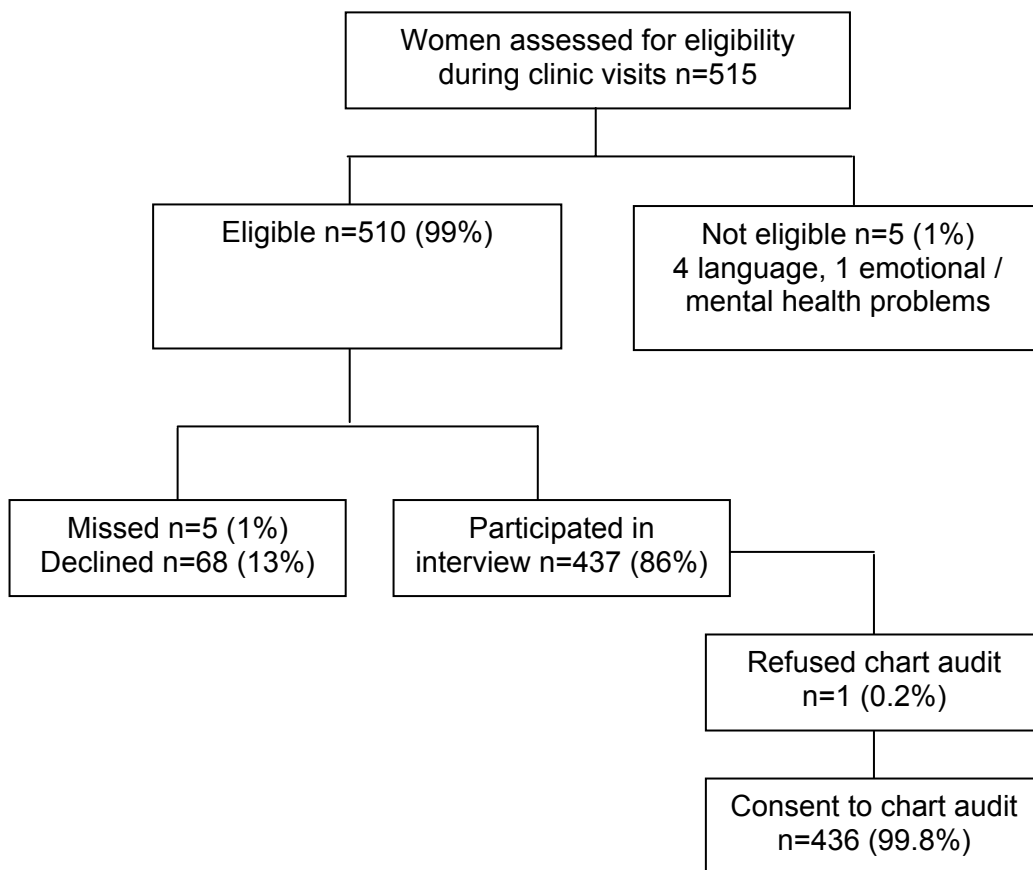 Women assessed for eligibility
during clinic visits n=515
Eligible n=510 (99%)
Not eligible n=5 (1%)
4 language, 1 emotional /
mental health problems
Missed n=5 (1%)
Declined n=68 (13%)
Participated in
interview n=437 (86%)
Refused chart audit
n=1 (0.2%)
Consent to chart audit
n=436 (99.8%)